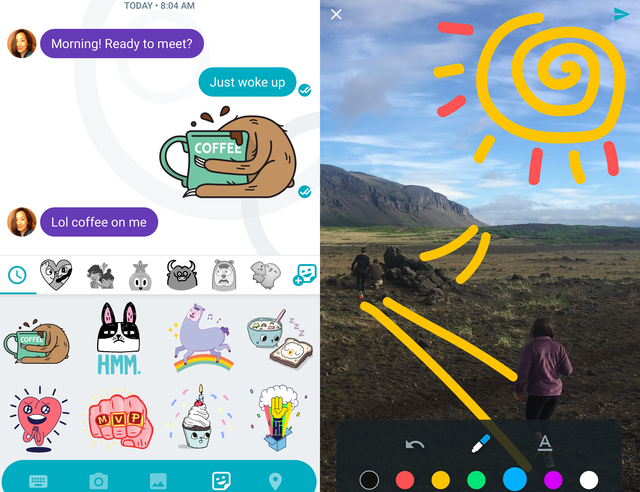 TODAY • 8:04 AM
Morning! Ready to meet?
Just woke up
COFFEE
Lol coffee on me
COFFEE
HMM.
MVP
A